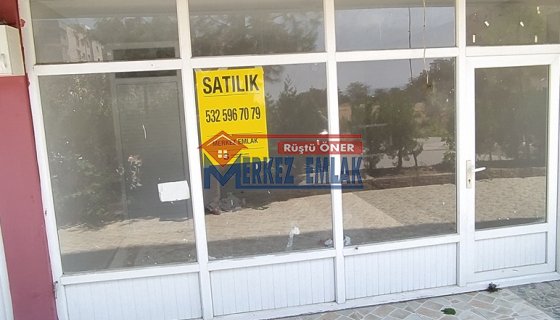 SATILIK
532 596 70 79
MERKEZ EMLAK
Rüştü ÖNER
MERKEZ EMLAK